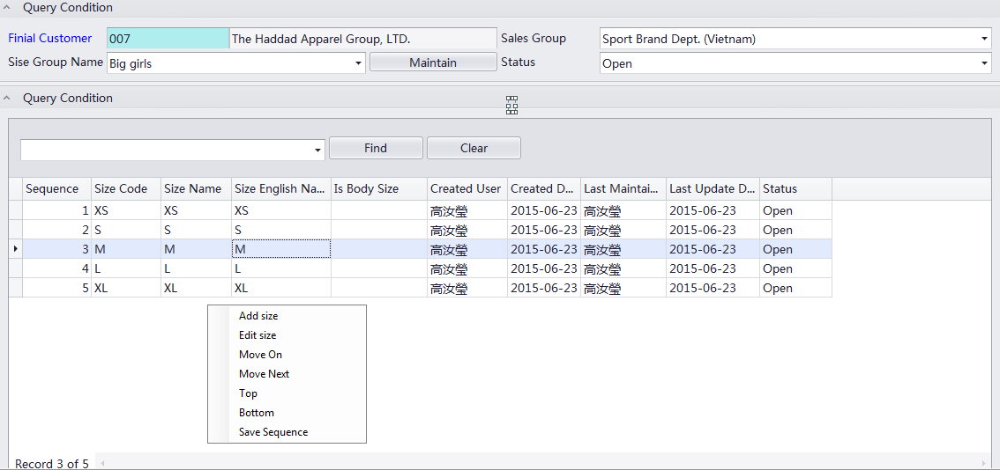 Query Condition
Finial Customer 007 The Haddad Apparel Group, LTD. Sales Group Sport Brand Dept. (Vietnam)
Sise Group Name Big girls Maintain Status Open
Query Condition
Find Clear
Sequence Size Code Size Name Size English Na... Is Body Size Created User Created D... Last Maintai... Last Update D... Status
1 XS XS XS 高汝瑩 2015-06-23 高汝瑩 2015-06-23 Open
2 S S S 高汝瑩 2015-06-23 高汝瑩 2015-06-23 Open
3 M M M 高汝瑩 2015-06-23 高汝瑩 2015-06-23 Open
4 L L L 高汝瑩 2015-06-23 高汝瑩 2015-06-23 Open
5 XL XL XL 高汝瑩 2015-06-23 高汝瑩 2015-06-23 Open
Add size
Edit size
Move On
Move Next
Top
Bottom
Save Sequence
Record 3 of 5